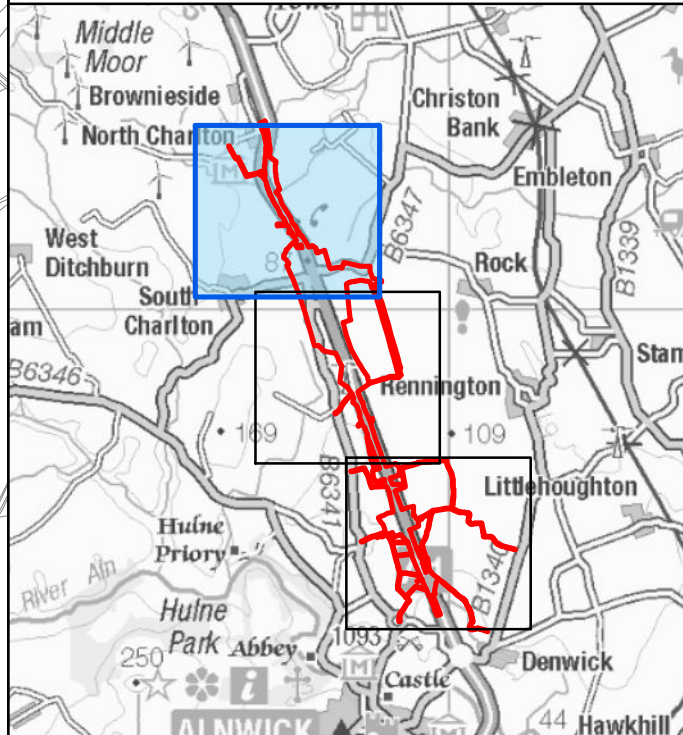 Middle
Moor
Brownieside
Christon
Bank
North Charlton
Embleton
B6347
B1339
West
Ditchburn
Rock
South
Charlton
am
Stam
B6346
Rennington
169
109
B6341
Littlehoughton
Hulne
Priory
B1340
River Aln
Hulne
Park
Abbey
1093
250
Denwick
Castle
ALNWICK
44
Hawkhill